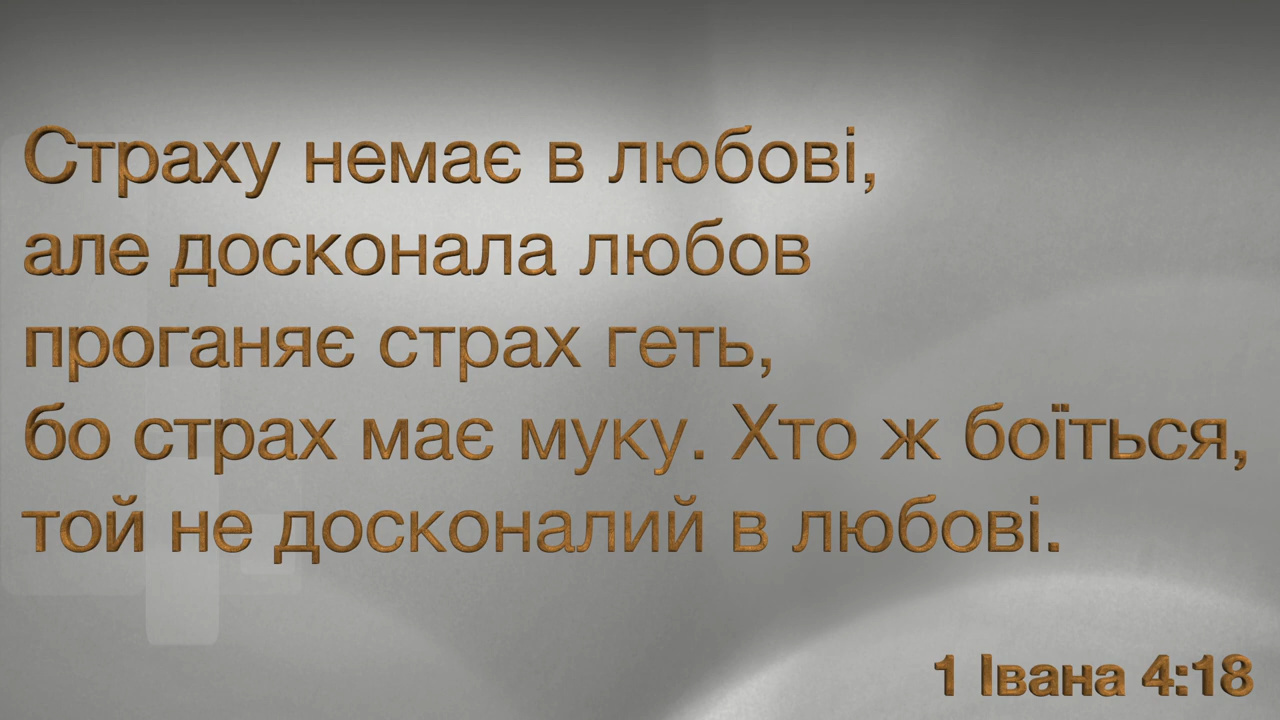 Страху немає в любові,
але досконала любов
проганяє страх геть,
бо страх має муку. Хто ж боїться,
той не досконалий в любові.
1 Івана 4:18